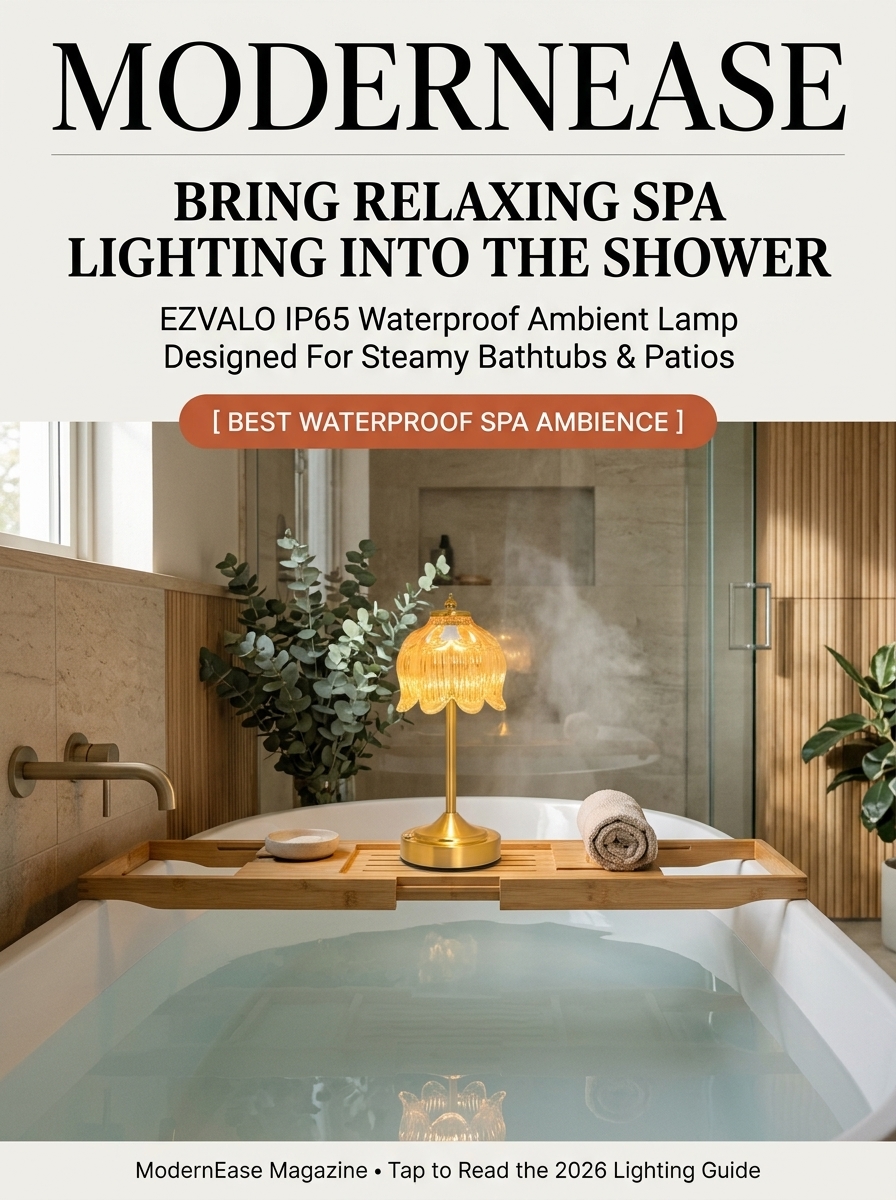 MODERNEASE
BRING RELAXING SPA
LIGHTING INTO THE SHOWER
EZVALO IP65 Waterproof Ambient Lamp
Designed For Steamy Bathtubs & Patios
[ BEST WATERPROOF SPA AMBIENCE ]
ModernEase Magazine • Tap to Read the 2026 Lighting Guide